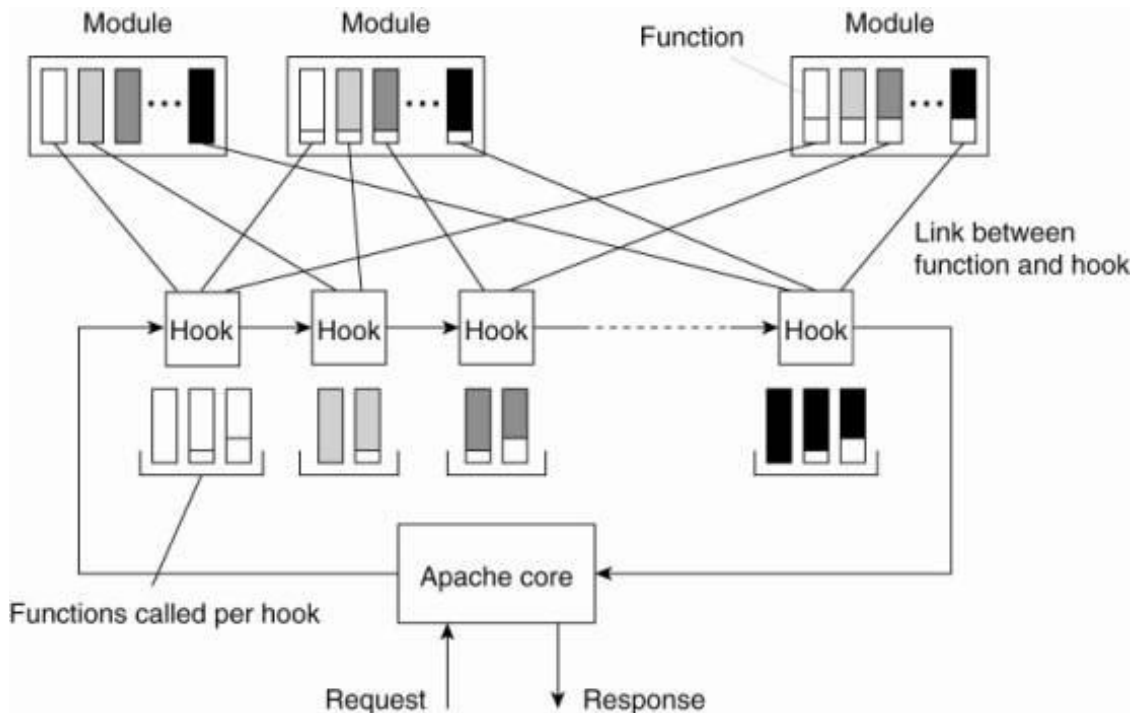 Module
Module
Function
Module
Link between
function and hook
Hook
Hook
Hook
Hook
Apache core
Functions called per hook
Request
Response